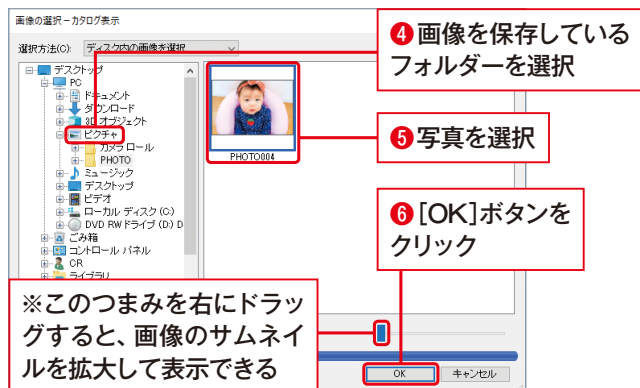 画像の選択－カタログ表示
選択方法(C): ディスク内の画像を選択
デスクトップ
PC
ドキュメント
ダウンロード
3D オブジェクト
ピクチャ
カメラロール
PHOTO
ミュージック
デスクトップ
ビデオ
ローカル ディスク (C:)
DVD RW ドライブ (D:) D
ごみ箱
コントロール パネル
CR
ライブラリ
PHOTO004
❹画像を保存している
フォルダーを選択
❺写真を選択
❻[OK]ボタンを
クリック
※このつまみを右にドラッ
グすると、画像のサムネイ
ルを拡大して表示できる
OK
キャンセル